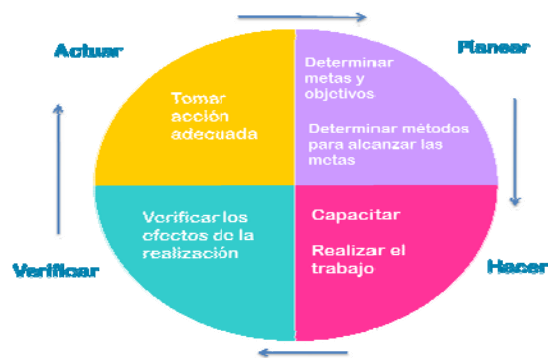 Actuar
Planear
Tomar
acción
adecuada
Determinar
metas y
objetivos
Determinar métodos
para alcanzar las
metas
Verificar los
efectos de la
realización
Capacitar
Realizar el
trabajo
Verificar
Hacer